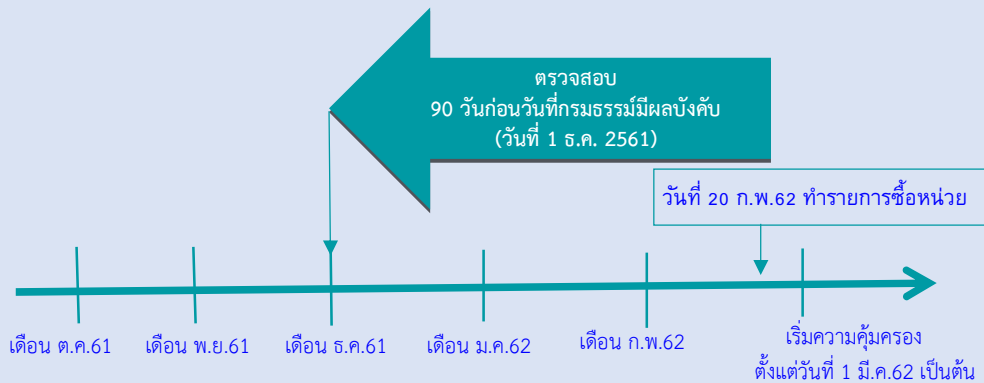 ตรวจสอบ
90 วันก่อนวันที่กรมธรรม์มีผลบังคับ
(วันที่ 1 ธ.ค. 2561)
วันที่ 20 ก.พ.62 ทำรายการซื้อหน่วย
เดือน ต.ค.61
เดือน พ.ย.61
เดือน ธ.ค.61
เดือน ม.ค.62
เดือน ก.พ.62
เริ่มความคุ้มครอง
ตั้งแต่วันที่ 1 มี.ค.62 เป็นต้น